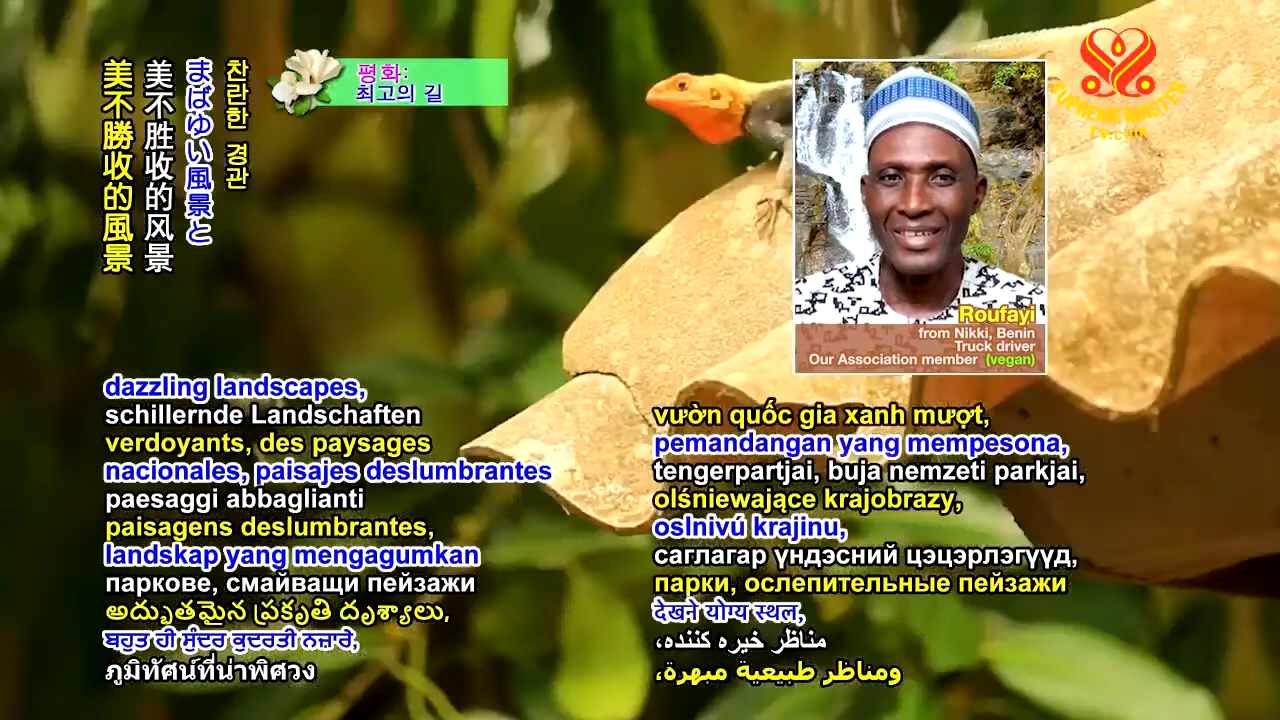 찬란한 경관
まばゆい風景と
美不胜收的风景
美不勝收的風景
평화:
최고의 길
SUPREME MASTER
TV.com
Roufayi
from Nikki, Benin
Truck driver
Our Association member (vegan)
dazzling landscapes,
schillernde Landschaften
verdoyants, des paysages
nacionales, paisajes deslumbrantes
paesaggi abbaglianti
paisagens deslumbrantes,
landskap yang mengagumkan
паркове, смайващи пейзажи
అద్భుతమైన ప్రకృతి దృశ్యాలు,
ਬਹੁਤ ਹੀ ਸੁੰਦਰ ਕੁਦਰਤੀ ਨਜ਼ਾਰੇ,
ภูมิทัศน์ที่น่าพิศวง
vườn quốc gia xanh mượt,
pemandangan yang mempesona,
tengerpartjai, buja nemzeti parkjai,
olśniewające krajobrazy,
oslnivú krajinu,
саглагар үндэсний цэцэрлэгүүд,
парки, ослепительные пейзажи
देखने योग्य स्थल,
مناظر خیره کننده،
ومناظر طبيعية مبهرة،